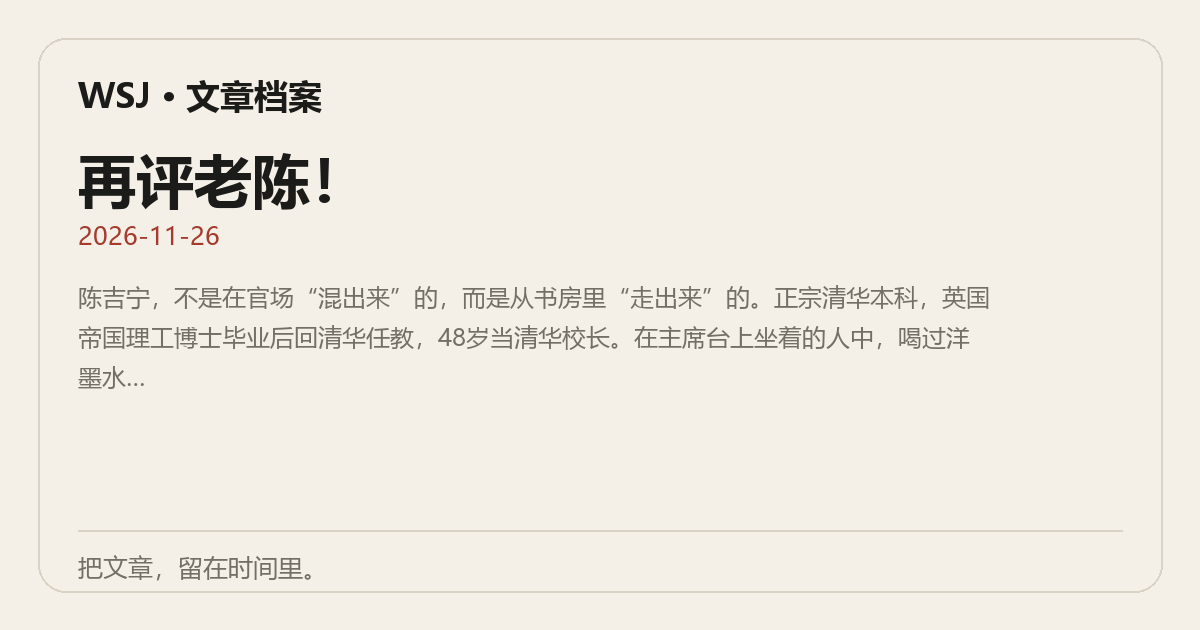 WSJ · 文章档案
再评老陈！
2026-11-26
陈吉宁，不是在官场“混出来”的，而是从书房里“走出来”的。正宗清华本科，英国
帝国理工博士毕业后回清华任教，48岁当清华校长。在主席台上坐着的人中，喝过洋
墨水...
把文章，留在时间里。